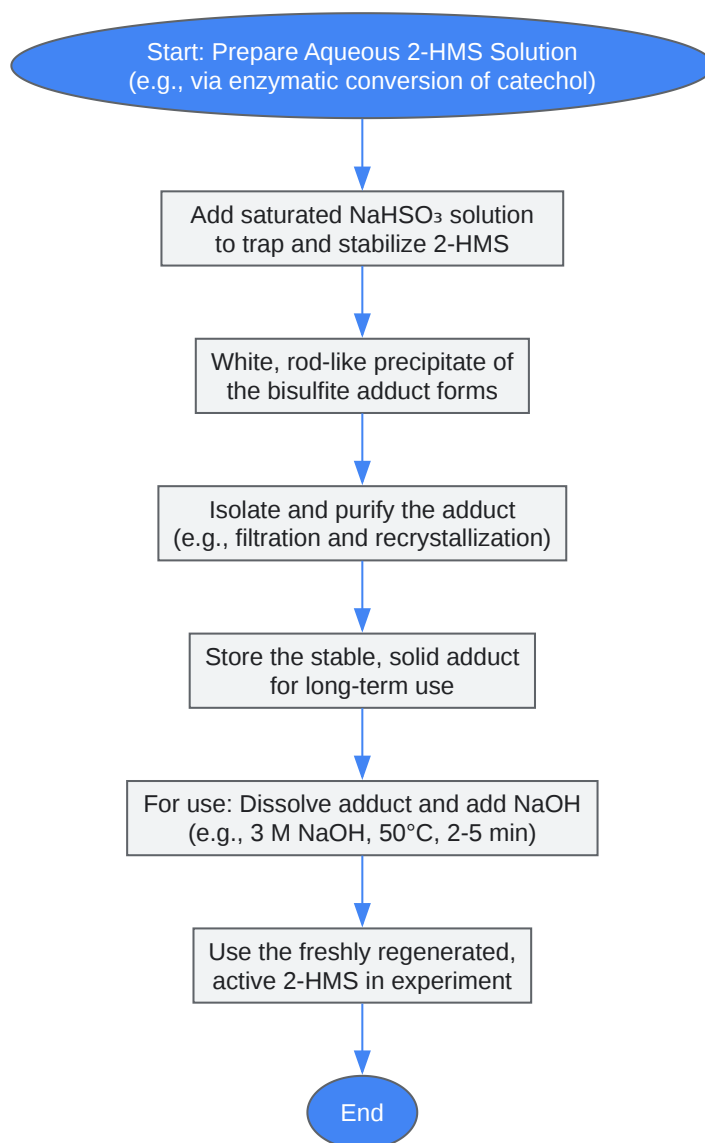 Start: Prepare Aqueous 2-HMS Solution
(e.g., via enzymatic conversion of catechol)
Add saturated NaHSO₃ solution
to trap and stabilize 2-HMS
White, rod-like precipitate of
the bisulfite adduct forms
Isolate and purify the adduct
(e.g., filtration and recrystallization)
Store the stable, solid adduct
for long-term use
For use: Dissolve adduct and add NaOH
(e.g., 3 M NaOH, 50°C, 2-5 min)
Use the freshly regenerated,
active 2-HMS in experiment
End